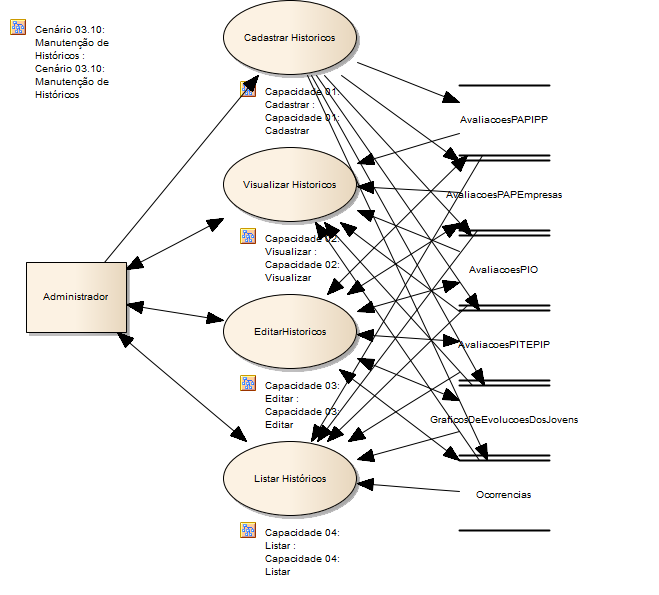 Cenário 03.10:
Manutenção de
Históricos :
Cenário 03.10:
Manutenção de
Históricos
Cadastrar Historicos
Capacidade 01:
Cadastrar :
Capacidade 01:
Cadastrar
AvaliacoesPAPIPP
Visualizar Historicos
AvaliacoesPAPEmpresas
Capacidade 02:
Visualizar :
Capacidade 02:
Visualizar
AvaliacoesPIO
Administrador
EditarHistoricos
AvaliacoesPITEPIP
Capacidade 03:
Editar :
Capacidade 03:
Editar
GraficosDeEvolucoesDosJovens
Listar Históricos
Ocorrencias
Capacidade 04:
Listar :
Capacidade 04:
Listar